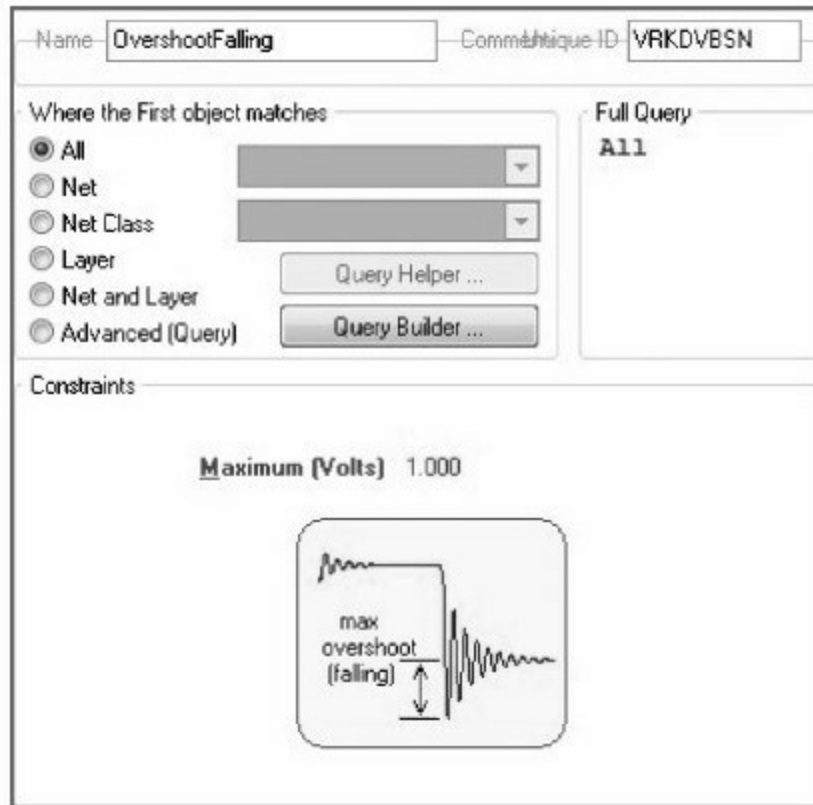 Name OvershootFalling Comment Unique ID VRKDVBSN
Where the First object matches
All
Net
Net Class
Layer
Net and Layer
Advanced (Query)
Query Helper ...
Query Builder ...
Full Query
All
Constraints
Maximum (Volts) 1.000
max
overshoot
(falling)